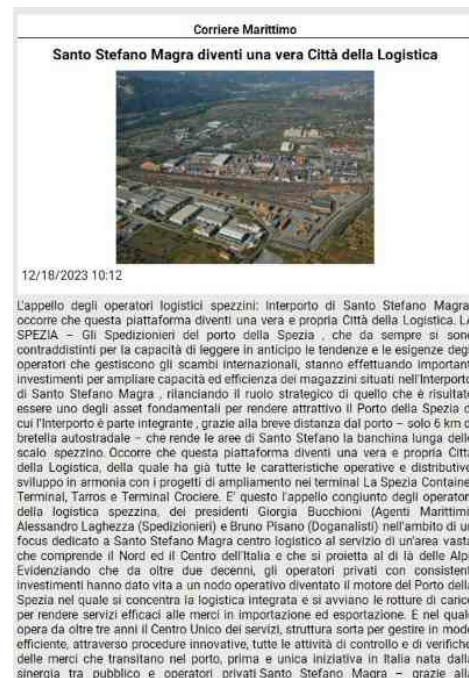 Corriere Marittimo
Santo Stefano Magra diventi una vera Città della Logistica
12/18/2023 10:12
L'appello degli operatori logistici spezzini: Interporto di Santo Stefano Magra
occorre che questa piattaforma diventi una vera e propria Città della Logistica. LA
SPEZIA – Gli Spedizionieri del porto della Spezia , che da sempre si sono
contraddistinti per la capacità di leggere in anticipo le tendenze e le esigenze degli
operatori che gestiscono gli scambi internazionali, stanno effettuando important
investimenti per ampliare capacità ed efficienza dei magazzini situati nell'Interporto
di Santo Stefano Magra , rilanciando il ruolo strategico di quello che è risultato
essere uno degli asset fondamentali per rendere attrattivo il Porto della Spezia d
cui l'Interporto è parte integrante , grazie alla breve distanza dal porto – solo 6 km d
bretella autostradale – che rende le aree di Santo Stefano la banchina lunga dello
scalo spezzino. Occorre che questa piattaforma diventi una vera e propria Città
della Logistica, della quale ha già tutte le caratteristiche operative e distributive
sviluppo in armonia con i progetti di ampliamento nei terminal La Spezia Container
Terminal, Tarros e Terminal Crociere. E' questo l'appello congiunto degli operator
della logistica spezzina, dei presidenti Giorgia Bucchioni (Agenti Marittimi)
Alessandro Laghezza (Spedizionieri) e Bruno Pisano (Doganalisti) nell'ambito di un
focus dedicato a Santo Stefano Magra centro logistico al servizio di un'area vasta
che comprende il Nord ed il Centro dell'Italia e che si proietta al di là delle Alpi
Evidenziando che da oltre due decenni, gli operatori privati con consistent
investimenti hanno dato vita a un nodo operativo diventato il motore del Porto della
Spezia nel quale si concentra la logistica integrata e si avviano le rotture di carico
per rendere servizi efficaci alle merci in importazione ed esportazione. E nel quale
opera da oltre tre anni il Centro Unico dei servizi, struttura sorta per gestire in modo
efficiente, attraverso procedure innovative, tutte le attività di controllo e di verifiche
delle merci che transitano nel porto, prima e unica iniziativa in Italia nata dalla
sinergia tra pubblico e operatori privati.Santo Stefano Magra – grazie alla